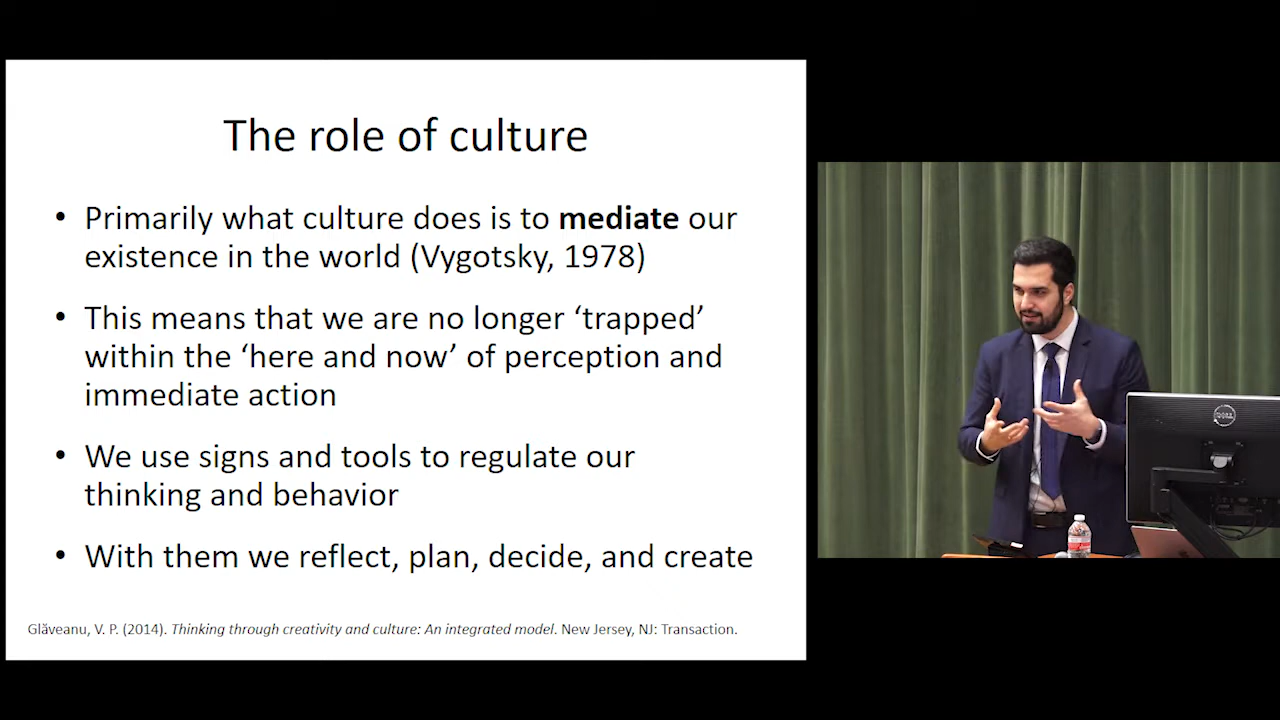 The role of culture
• Primarily what culture does is to mediate our
existence in the world (Vygotsky, 1978)
• This means that we are no longer ‘trapped’
within the ‘here and now’ of perception and
immediate action
• We use signs and tools to regulate our
thinking and behavior
• With them we reflect, plan, decide, and create
Glăveanu, V. P. (2014). Thinking through creativity and culture: An integrated model. New Jersey, NJ: Transaction.
DELL